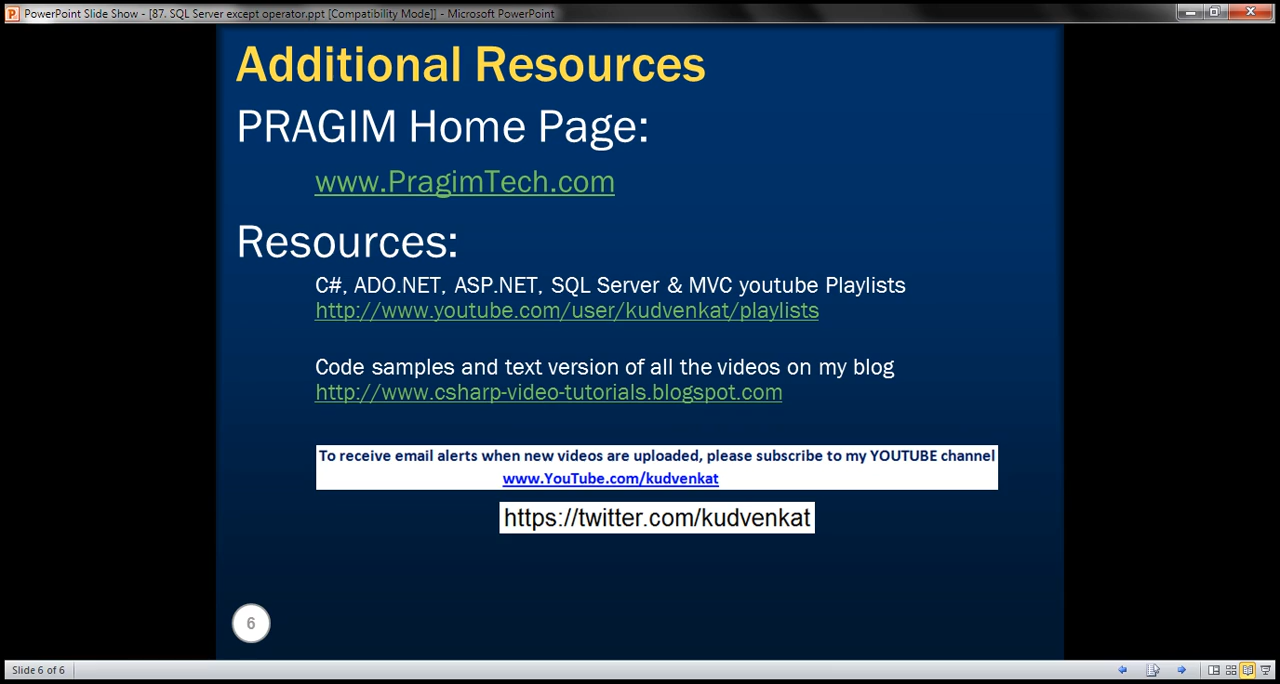 PowerPoint Slide Show - [87. SQL Server except operator.ppt [Compatibility Mode]] - Microsoft PowerPoint
Additional Resources
PRAGIM Home Page:
www.PragimTech.com
Resources:
C#, ADO.NET, ASP.NET, SQL Server & MVC youtube Playlists
http://www.youtube.com/user/kudvenkat/playlists
Code samples and text version of all the videos on my blog
http://www.csharp-video-tutorials.blogspot.com
To receive email alerts when new videos are uploaded, please subscribe to my YOUTUBE channel
www.YouTube.com/kudvenkat
https://twitter.com/kudvenkat
6
Slide 6 of 6